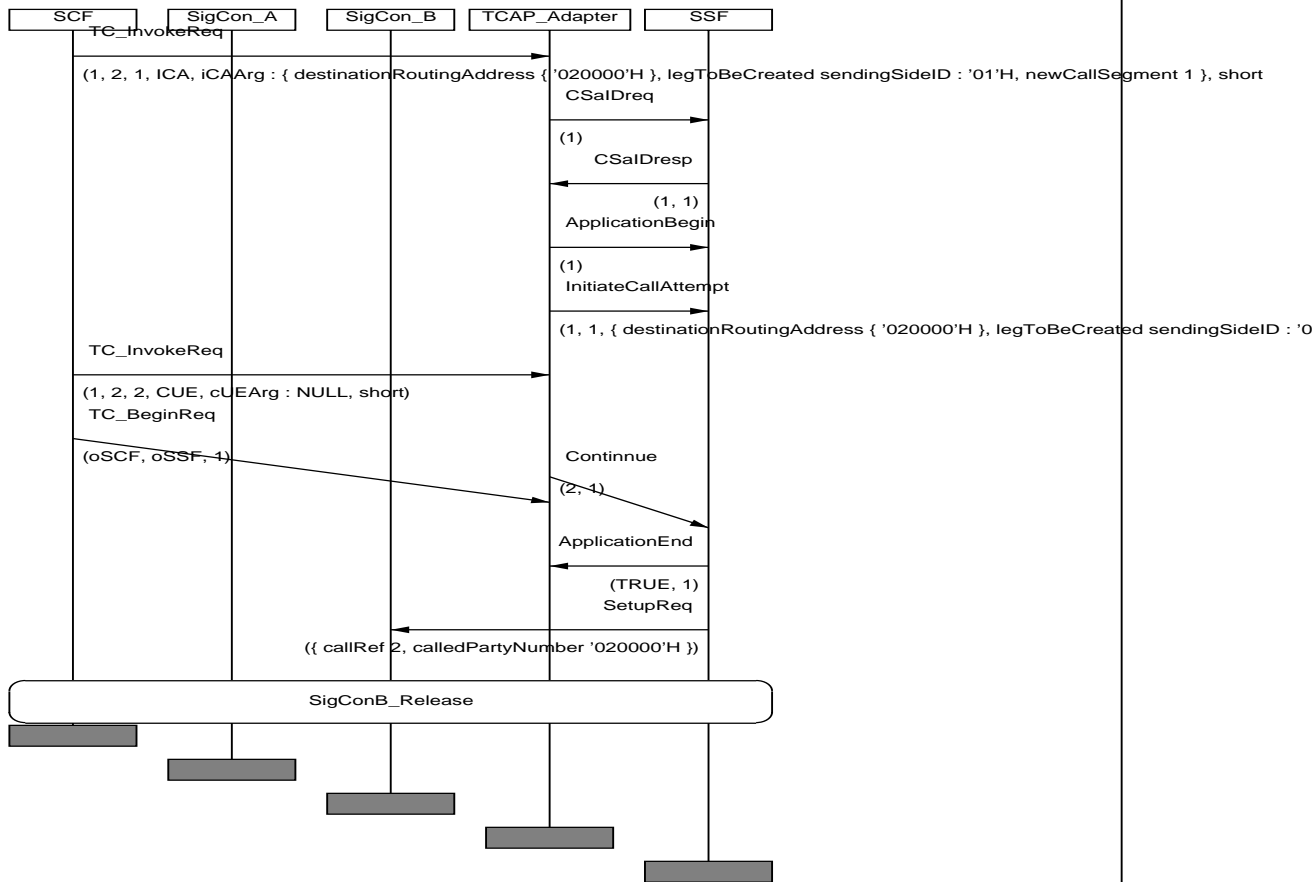 SCF SigCon_A SigCon_B TCAP_Adapter SSF
TC_InvokeReq
(1, 2, 1, ICA, iCAArg : { destinationRoutingAddress { '020000'H }, legToBeCreated sendingSideID : '01'H, newCallSegment 1 }, short
CSaIDreq
(1)
CSaIDresp
(1, 1)
ApplicationBegin
(1)
InitiateCallAttempt
(1, 1, { destinationRoutingAddress { '020000'H }, legToBeCreated sendingSideID : '0
TC_InvokeReq
(1, 2, 2, CUE, cUEArg : NULL, short)
TC_BeginReq
(oSCF, oSSF, 1)
Continnue
(2, 1)
ApplicationEnd
(TRUE, 1)
SetupReq
({ callRef 2, calledPartyNumber '020000'H })
SigConB_Release